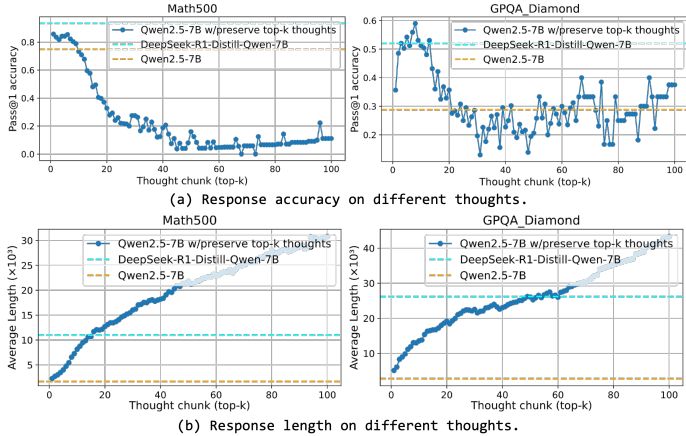 Math500
Pass@1 accuracy
0.8
0.6
0.4
0.2
0.0
Qwen2.5-7B w/preserve top-k thoughts
DeepSeek-R1-Distill-Qwen-7B
Qwen2.5-7B
0 20 40 60 80 100
Thought chunk (top-k)
GPQA_Diamond
Pass@1 accuracy
0.6
0.5
0.4
0.3
0.2
Qwen2.5-7B w/preserve top-k thoughts
DeepSeek-R1-Distill-Qwen-7B
Qwen2.5-7B
0 20 40 60 80 100
Thought chunk (top-k)
(a) Response accuracy on different thoughts.
Math500
Average Length (×10³)
30
25
20
15
10
5
Qwen2.5-7B w/preserve top-k thoughts
DeepSeek-R1-Distill-Qwen-7B
Qwen2.5-7B
0 20 40 60 80 100
Thought chunk (top-k)
GPQA_Diamond
Average Length (×10³)
40
30
20
10
Qwen2.5-7B w/preserve top-k thoughts
DeepSeek-R1-Distill-Qwen-7B
Qwen2.5-7B
0 20 40 60 80 100
Thought chunk (top-k)
(b) Response length on different thoughts.